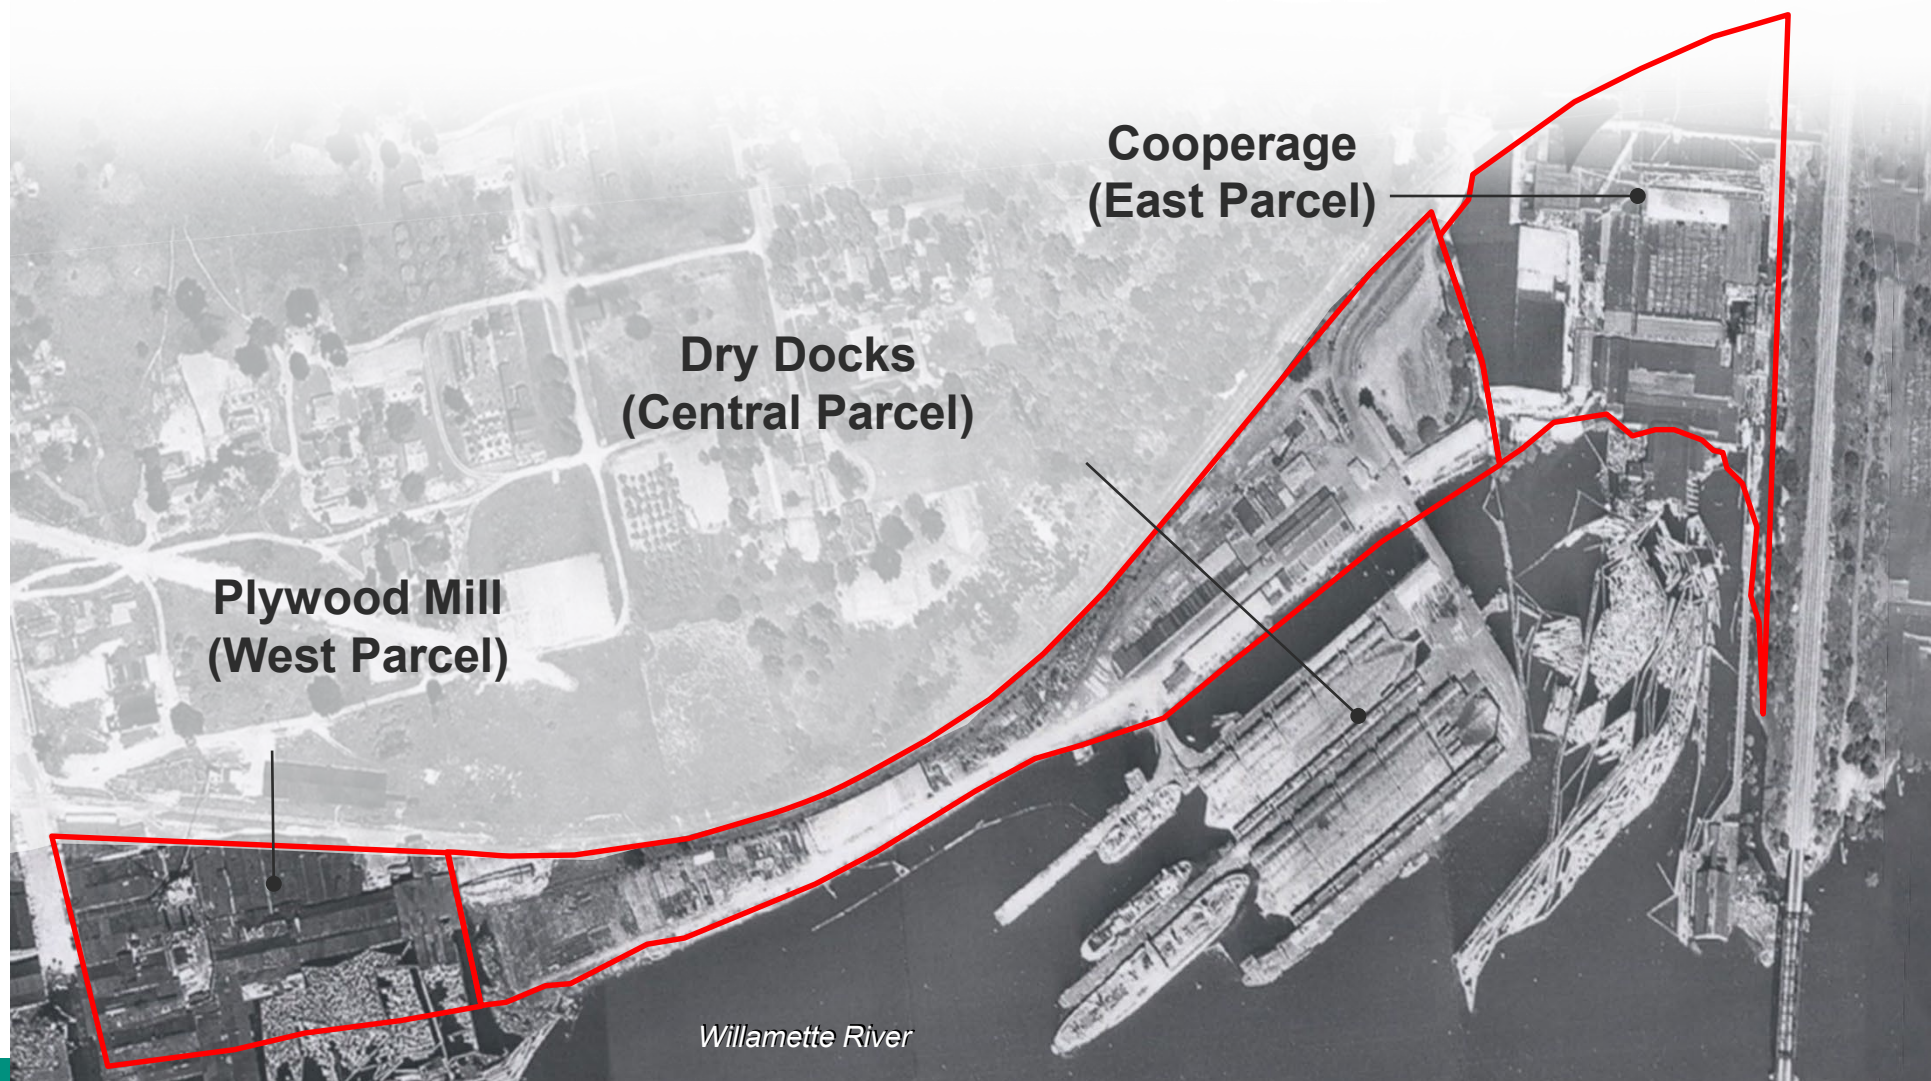 Cooperage
(East Parcel)
Dry Docks
(Central Parcel)
Plywood Mill
(West Parcel)
Willamette River